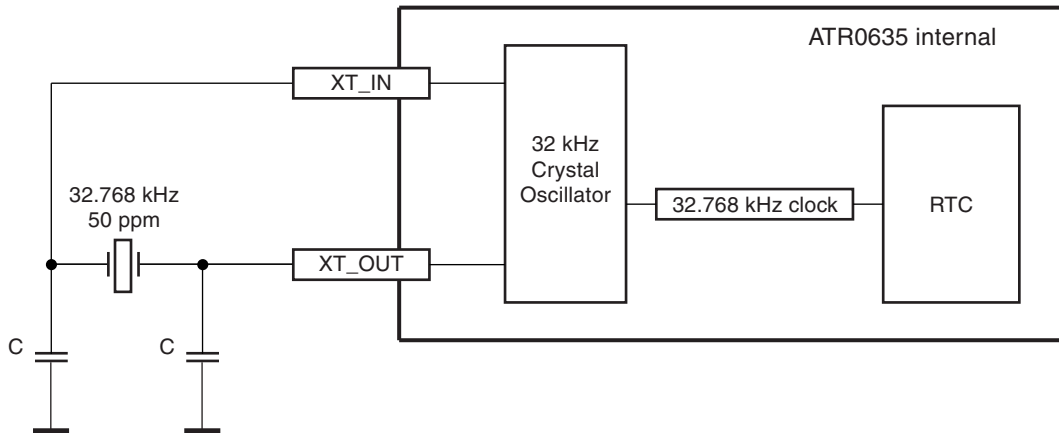 ATR0635 internal
XT_IN
32 kHz
Crystal
Oscillator
32.768 kHz
50 ppm
32.768 kHz clock
RTC
XT_OUT
C
C